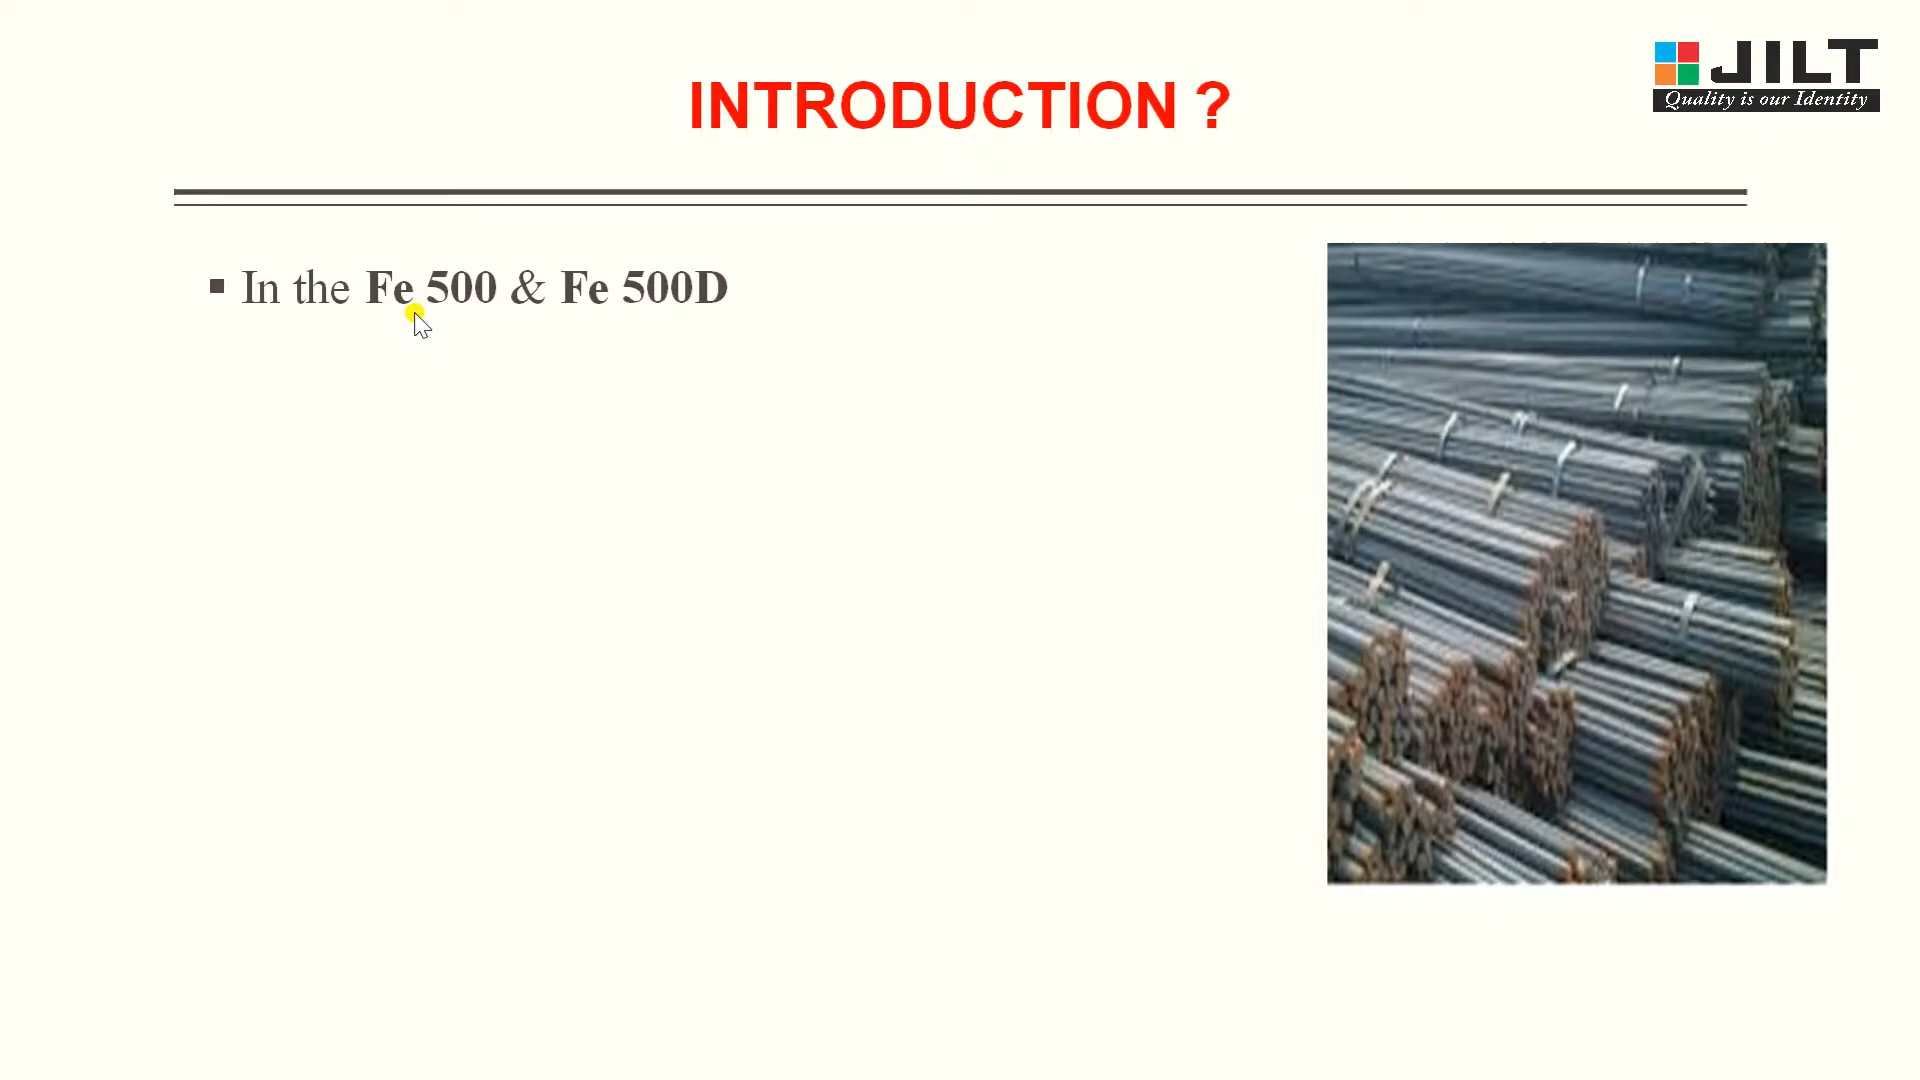 JILT
Quality is our Identity
INTRODUCTION ?
▪ In the Fe 500 & Fe 500D